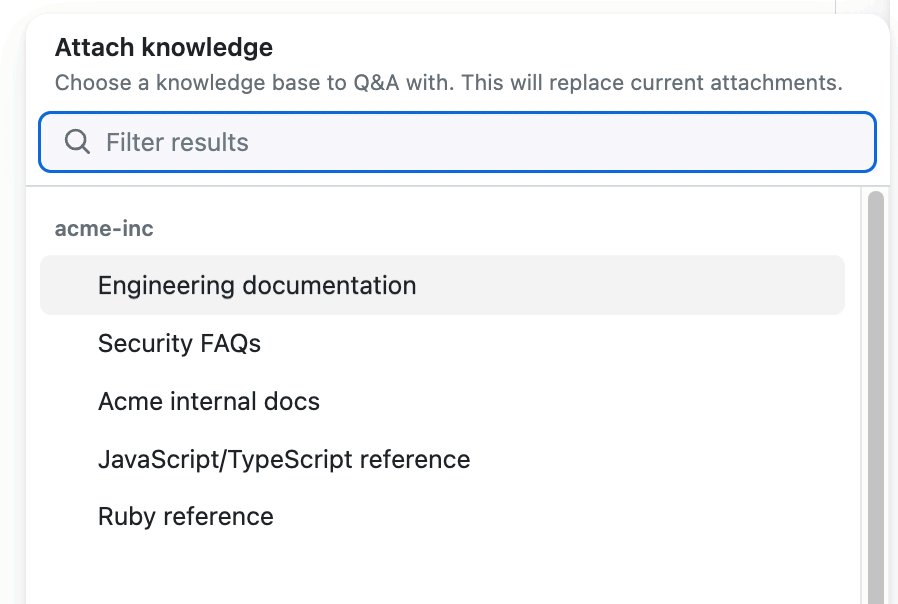 Attach knowledge
Choose a knowledge base to Q&A with. This will replace current attachments.
Filter results
acme-inc
Engineering documentation
Security FAQs
Acme internal docs
JavaScript/TypeScript reference
Ruby reference